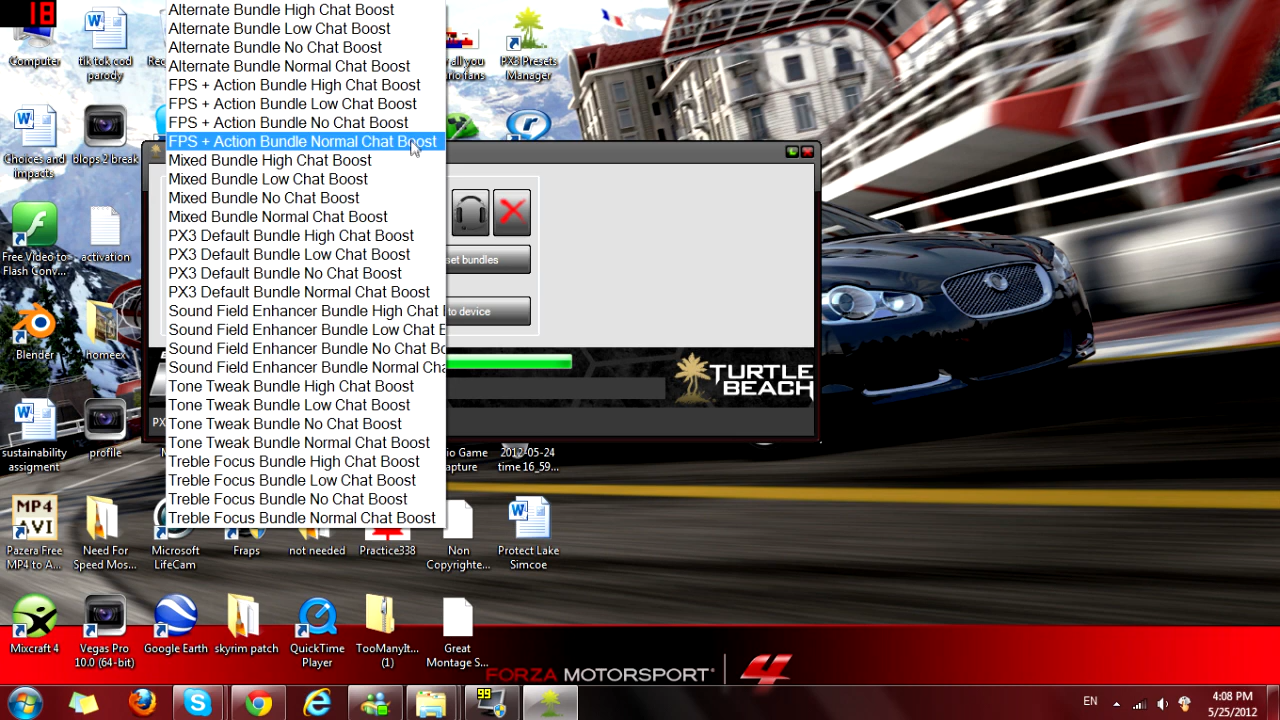 18
Alternate Bundle High Chat Boost
Alternate Bundle Low Chat Boost
Alternate Bundle No Chat Boost
Alternate Bundle Normal Chat Boost
FPS + Action Bundle High Chat Boost
FPS + Action Bundle Low Chat Boost
FPS + Action Bundle No Chat Boost
FPS + Action Bundle Normal Chat Boost
Mixed Bundle High Chat Boost
Mixed Bundle Low Chat Boost
Mixed Bundle No Chat Boost
Mixed Bundle Normal Chat Boost
PX3 Default Bundle High Chat Boost
PX3 Default Bundle Low Chat Boost
PX3 Default Bundle No Chat Boost
PX3 Default Bundle Normal Chat Boost
Sound Field Enhancer Bundle High Chat
Sound Field Enhancer Bundle Low Chat
Sound Field Enhancer Bundle No Chat
Sound Field Enhancer Bundle Normal
Tone Tweak Bundle High Chat Boost
Tone Tweak Bundle Low Chat Boost
Tone Tweak Bundle No Chat Boost
Tone Tweak Bundle Normal Chat Boost
Treble Focus Bundle High Chat Boost
Treble Focus Bundle Low Chat Boost
Treble Focus Bundle No Chat Boost
Treble Focus Bundle Normal Chat Boost
Computer
tik tok cod
parody
all you
fans
PX3 Presets
Manager
Choices and
impacts
blops 2 break
Free Video to
Flash Conv...
activation
bundles
to device
Blender
homeex
TURTLE
BEACH
sustainability
assigment
profile
Game
2012-05-24
time 16_59...
MP4
AVI
Pazera Free
MP4 to A...
Need For
Speed Mos...
Microsoft
LifeCam
Fraps
not needed
Practice338
Non
Copyrighte...
Protect Lake
Simcoe
Mixcraft 4
Vegas Pro
10.0 (64-bit)
Google Earth
skyrim patch
QuickTime
Player
TooManyIt...
(1)
Great
Montage S...
FORZA MOTORSPORT 4
99
EN
4:08 PM
5/25/2012